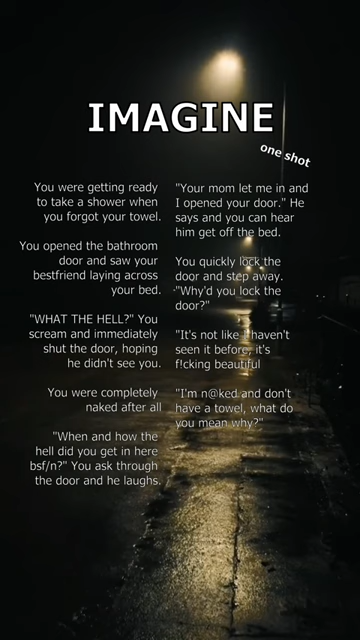 IMAGINE
one shot
You were getting ready
to take a shower when
you forgot your towel.
You opened the bathroom
door and saw your
bestfriend laying across
your bed.
"WHAT THE HELL?" You
scream and immediately
shut the door, hoping
he didn't see you.
You were completely
naked after all
"When and how the
hell did you get in here
bsf/n?" You ask through
the door and he laughs.
"Your mom let me in and
I opened your door." He
says and you can hear
him get off the bed.
You quickly lock the
door and step away.
"Why'd you lock the
door?"
"It's not like I haven't
seen it before, it's
f!cking beautiful
"I'm n@ked and don't
have a towel, what do
you mean why?"